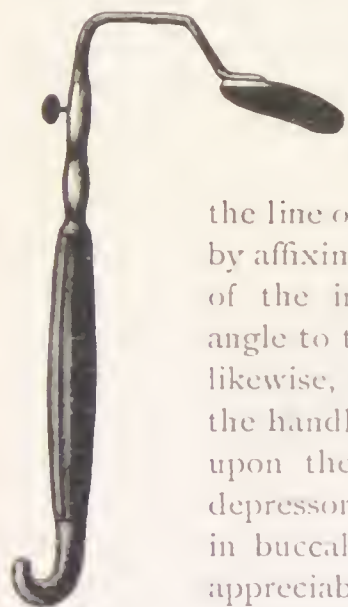 the line o
by affixin
of the in
angle to t
likewise,
the handl
upon the
depressor
in buccal
appreciab